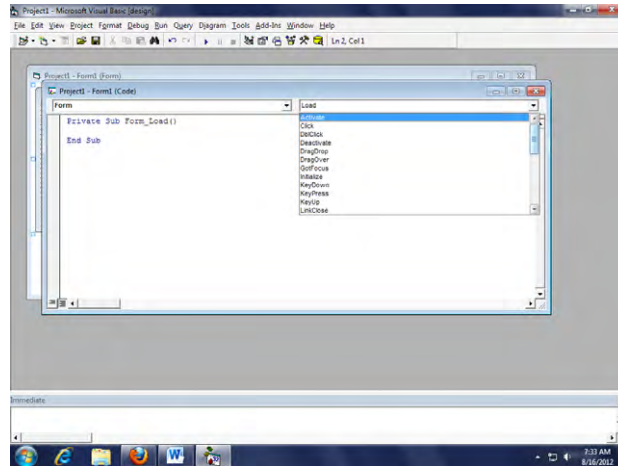 Project1 - Microsoft Visual Basic [design]
File Edit View Project Format Debug Run Query Diagram Tools Add-Ins Window Help
Ln 2, Col 1
Project1 - Form1 (Form)
Project1 - Form1 (Code)
Form Load
Private Sub Form_Load()
End Sub
Activate
Click
DblClick
Deactivate
DragDrop
DragOver
GotFocus
Initialize
KeyDown
KeyPress
KeyUp
LinkClose
Immediate
7:33 AM
8/16/2012